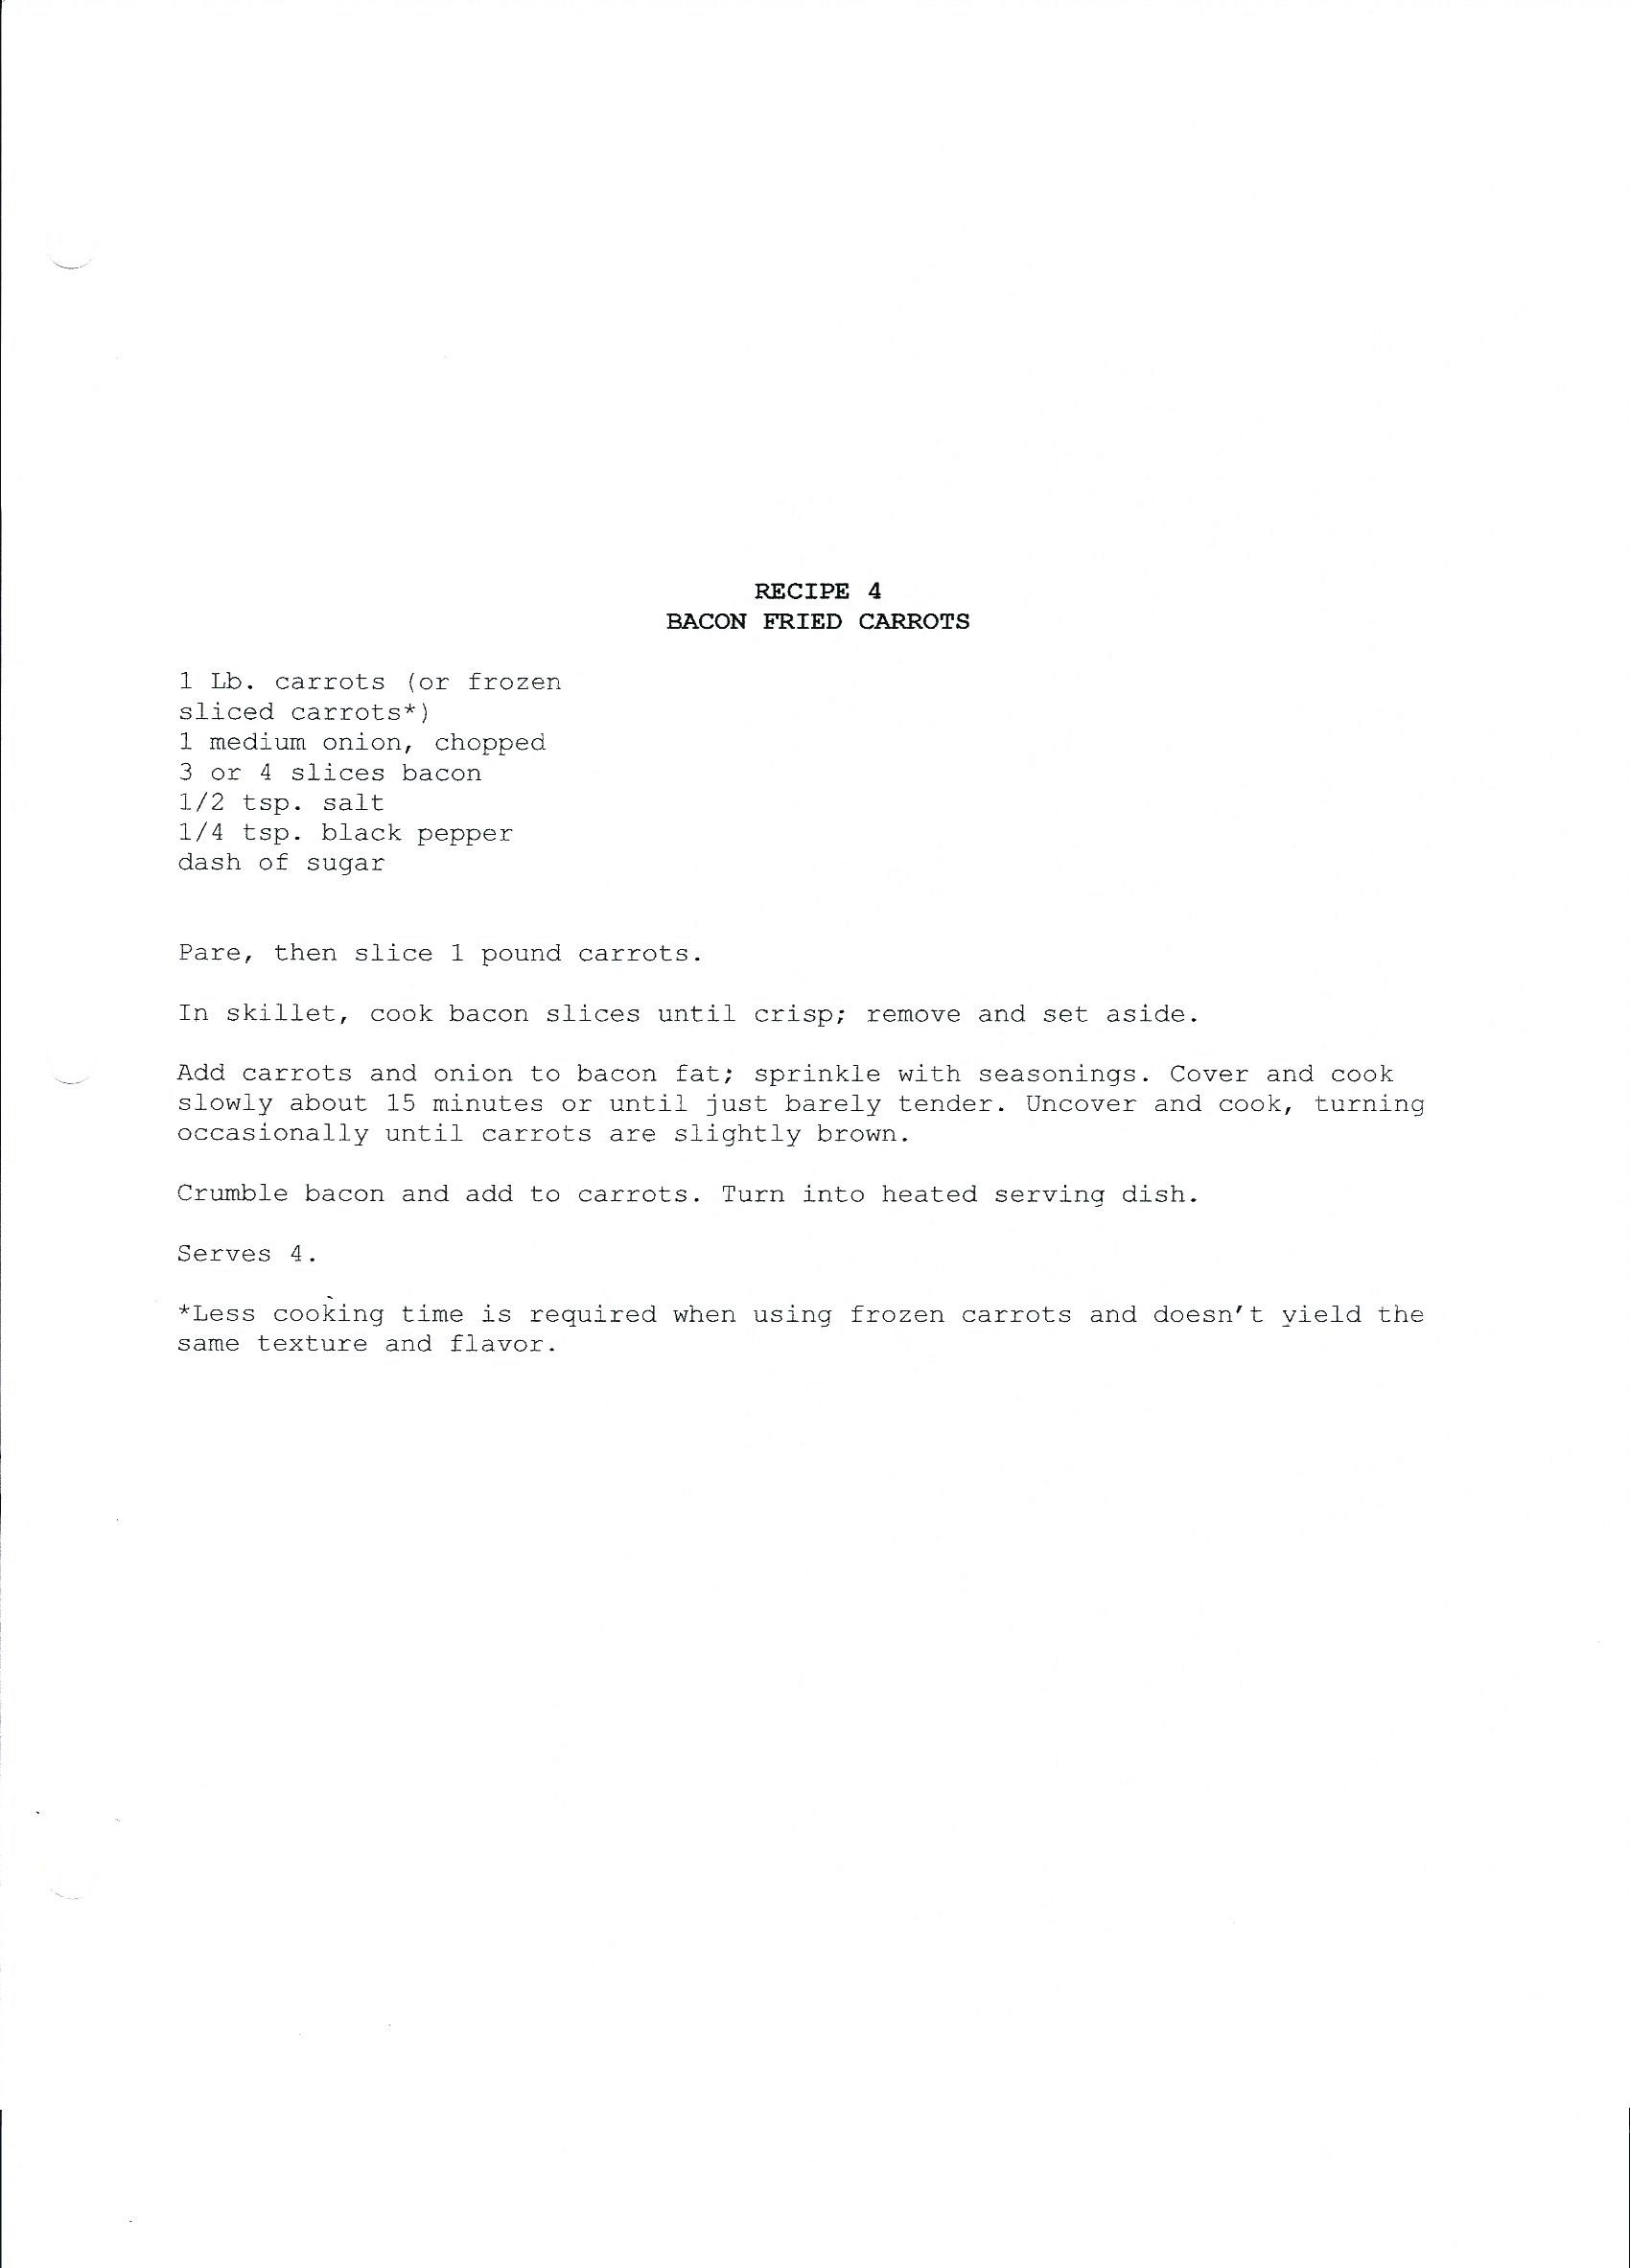 RECIPE 4
BACON FRIED CARROTS
1 Lb. carrots (or frozen
sliced carrots*)
1 medium onion, chopped
3 or 4 slices bacon
1/2 tsp. salt
1/4 tsp. black pepper
dash of sugar
Pare, then slice 1 pound carrots.
In skillet, cook bacon slices until crisp; remove and set aside.
Add carrots and onion to bacon fat; sprinkle with seasonings. Cover and cook
slowly about 15 minutes or until just barely tender. Uncover and cook, turning
occasionally until carrots are slightly brown.
Crumble bacon and add to carrots. Turn into heated serving dish.
Serves 4.
*Less cooking time is required when using frozen carrots and doesn't yield the
same texture and flavor.